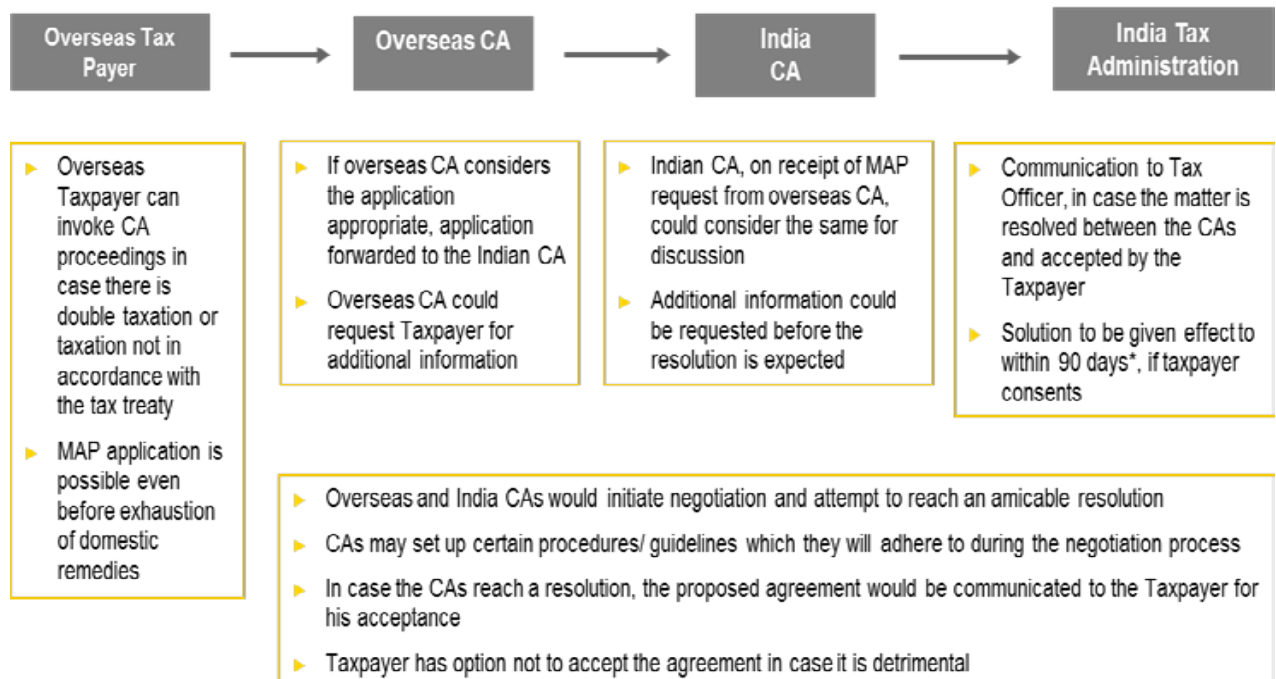 Overseas Tax
Payer
Overseas CA
India
CA
India Tax
Administration
Overseas
Taxpayer can
invoke CA
proceedings in
case there is
double taxation or
taxation not in
accordance with
the tax treaty
MAP application is
possible even
before exhaustion
of domestic
remedies
If overseas CA considers
the application
appropriate, application
forwarded to the Indian CA
Overseas CA could
request Taxpayer for
additional information
Indian CA, on receipt of MAP
request from overseas CA,
could consider the same for
discussion
Additional information could
be requested before the
resolution is expected
Communication to Tax
Officer, in case the matter is
resolved between the CAs
and accepted by the
Taxpayer
Solution to be given effect to
within 90 days*, if taxpayer
consents
Overseas and India CAs would initiate negotiation and attempt to reach an amicable resolution
CAs may set up certain procedures/ guidelines which they will adhere to during the negotiation process
In case the CAs reach a resolution, the proposed agreement would be communicated to the Taxpayer for
his acceptance
Taxpayer has option not to accept the agreement in case it is detrimental